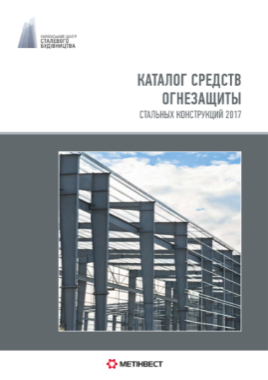 УКРАЇНСЬКИЙ ЦЕНТР
СТАЛЕВОГО
БУДІВНИЦТВА
КАТАЛОГ СРЕДСТВ
ОГНЕЗАЩИТЫ
СТАЛЬНЫХ КОНСТРУКЦИЙ 2017
МЕТІНВЕСТ